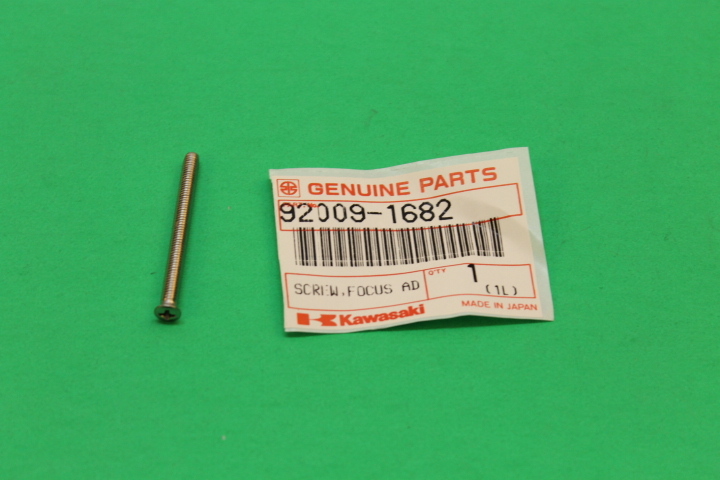 GENUINE PARTS
92009-1682
SCREW,FOCUS AD
Q'TY 1
(1L)
Kawasaki
MADE IN JAPAN